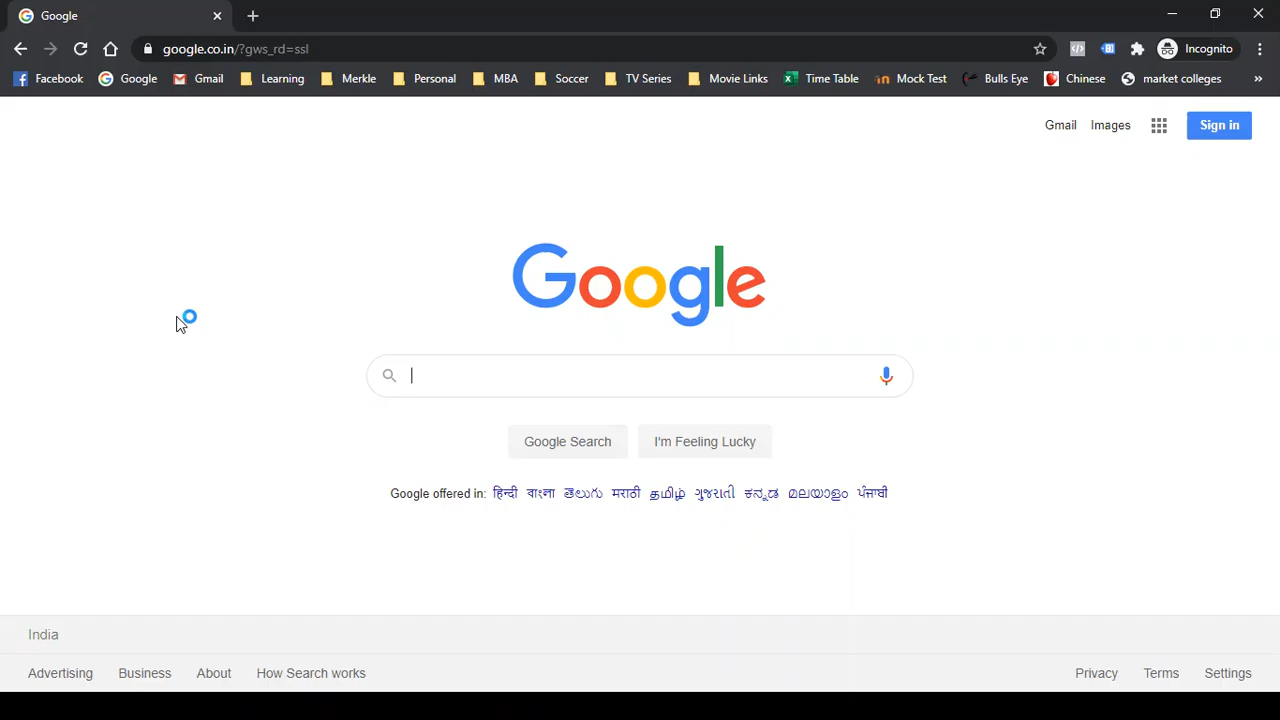 Google
google.co.in/?gws_rd=ssl
Incognito
Facebook Google Gmail Learning Merkle Personal MBA Soccer TV Series Movie Links Time Table Mock Test Bulls Eye Chinese market colleges »
Gmail Images Sign in
Google
Google Search I'm Feeling Lucky
Google offered in: हिन्दी বাংলা తెలుగు मराठी தமிழ் ગુજરાતી ಕನ್ನಡ മലയാളം ਪੰਜਾਬੀ
India
Advertising Business About How Search works Privacy Terms Settings